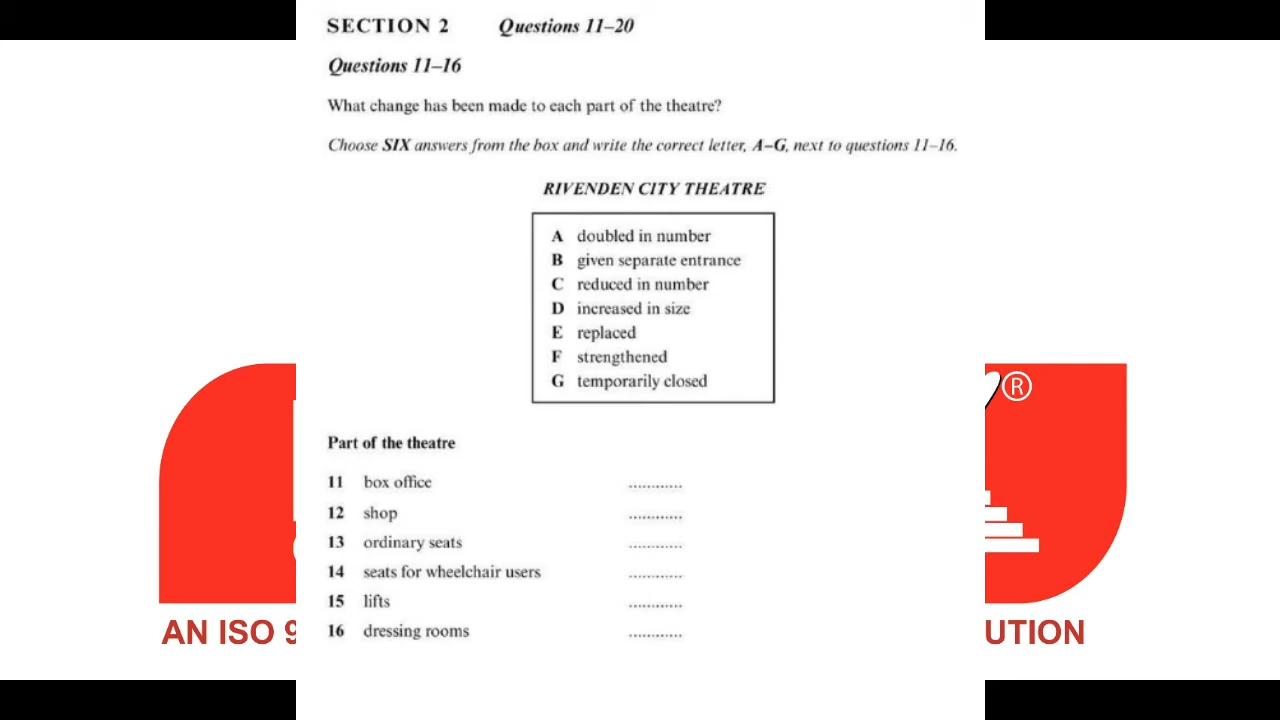 SECTION 2 Questions 11–20
Questions 11–16
What change has been made to each part of the theatre?
Choose SIX answers from the box and write the correct letter, A–G, next to questions 11–16.
RIVENDEN CITY THEATRE
A doubled in number
B given separate entrance
C reduced in number
D increased in size
E replaced
F strengthened
G temporarily closed
®
Part of the theatre
11 box office ............
12 shop ............
13 ordinary seats ............
14 seats for wheelchair users ............
15 lifts ............
16 dressing rooms ............
AN ISO 9 UTION